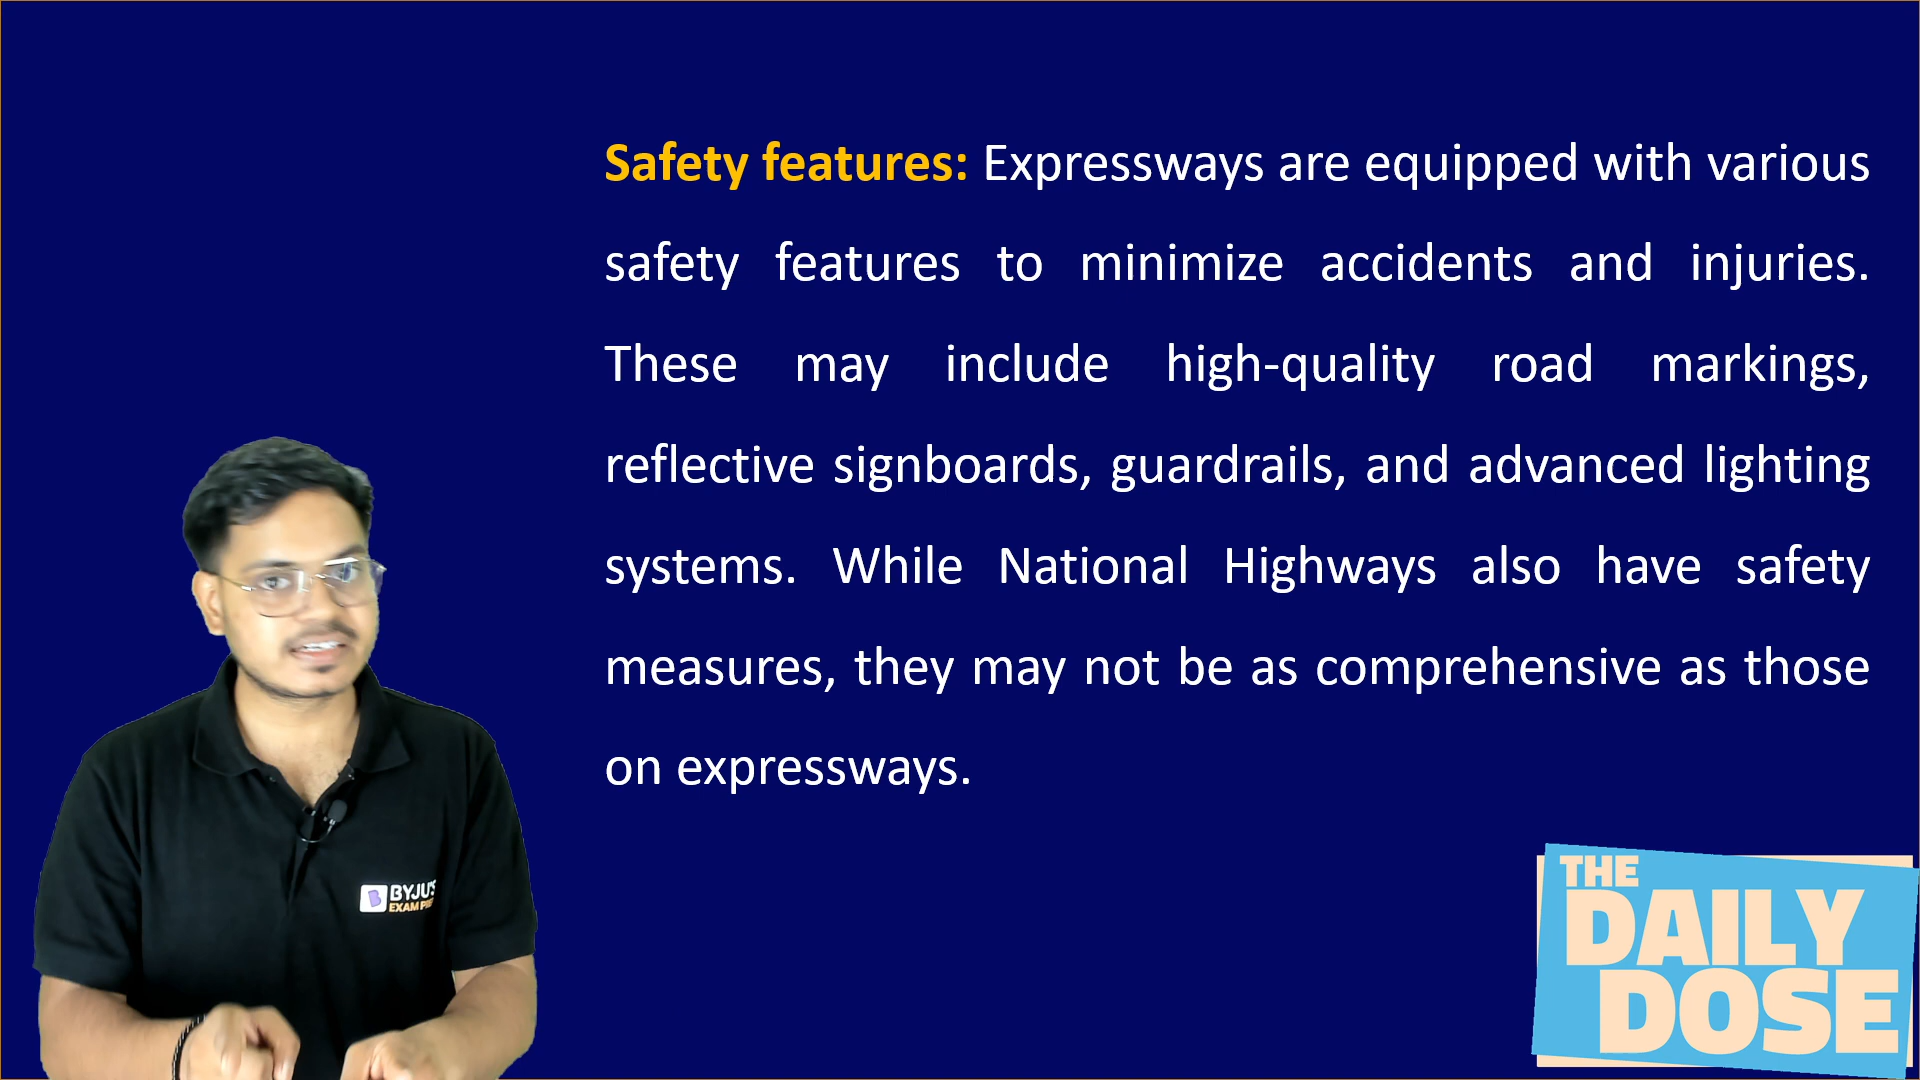 Safety features: Expressways are equipped with various
safety features to minimize accidents and injuries.
These may include high-quality road markings,
reflective signboards, guardrails, and advanced lighting
systems. While National Highways also have safety
measures, they may not be as comprehensive as those
on expressways.
BYJU'S
EXAM
THE
DAILY
DOSE